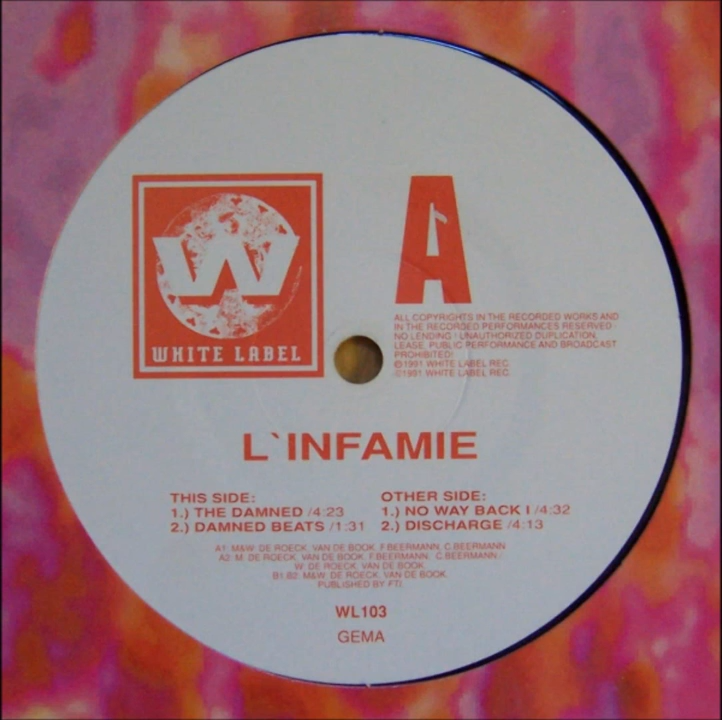 W
WHITE LABEL
A
ALL COPYRIGHTS IN THE RECORDED WORKS AND
IN THE RECORDED PERFORMANCES RESERVED
NO LENDING ! UNAUTHORIZED DUPLICATION,
LEASE, PUBLIC PERFORMANCE AND BROADCAST
PROHIBITED!
©1991 WHITE LABEL REC.
℗1991 WHITE LABEL REC.
L`INFAMIE
THIS SIDE:
1.) THE DAMNED /4:23
2.) DAMNED BEATS /1:31
OTHER SIDE:
1.) NO WAY BACK I /4:32
2.) DISCHARGE /4:13
A1: M&W. DE ROECK, VAN DE BOOK, F.BEERMANN, C.BEERMANN
A2: M. DE ROECK, VAN DE BOOK, F.BEERMANN, C.BEERMANN
W. DE ROECK, VAN DE BOOK.
B1,B2: M&W. DE ROECK, VAN DE BOOK.
PUBLISHED BY FTI
WL103
GEMA